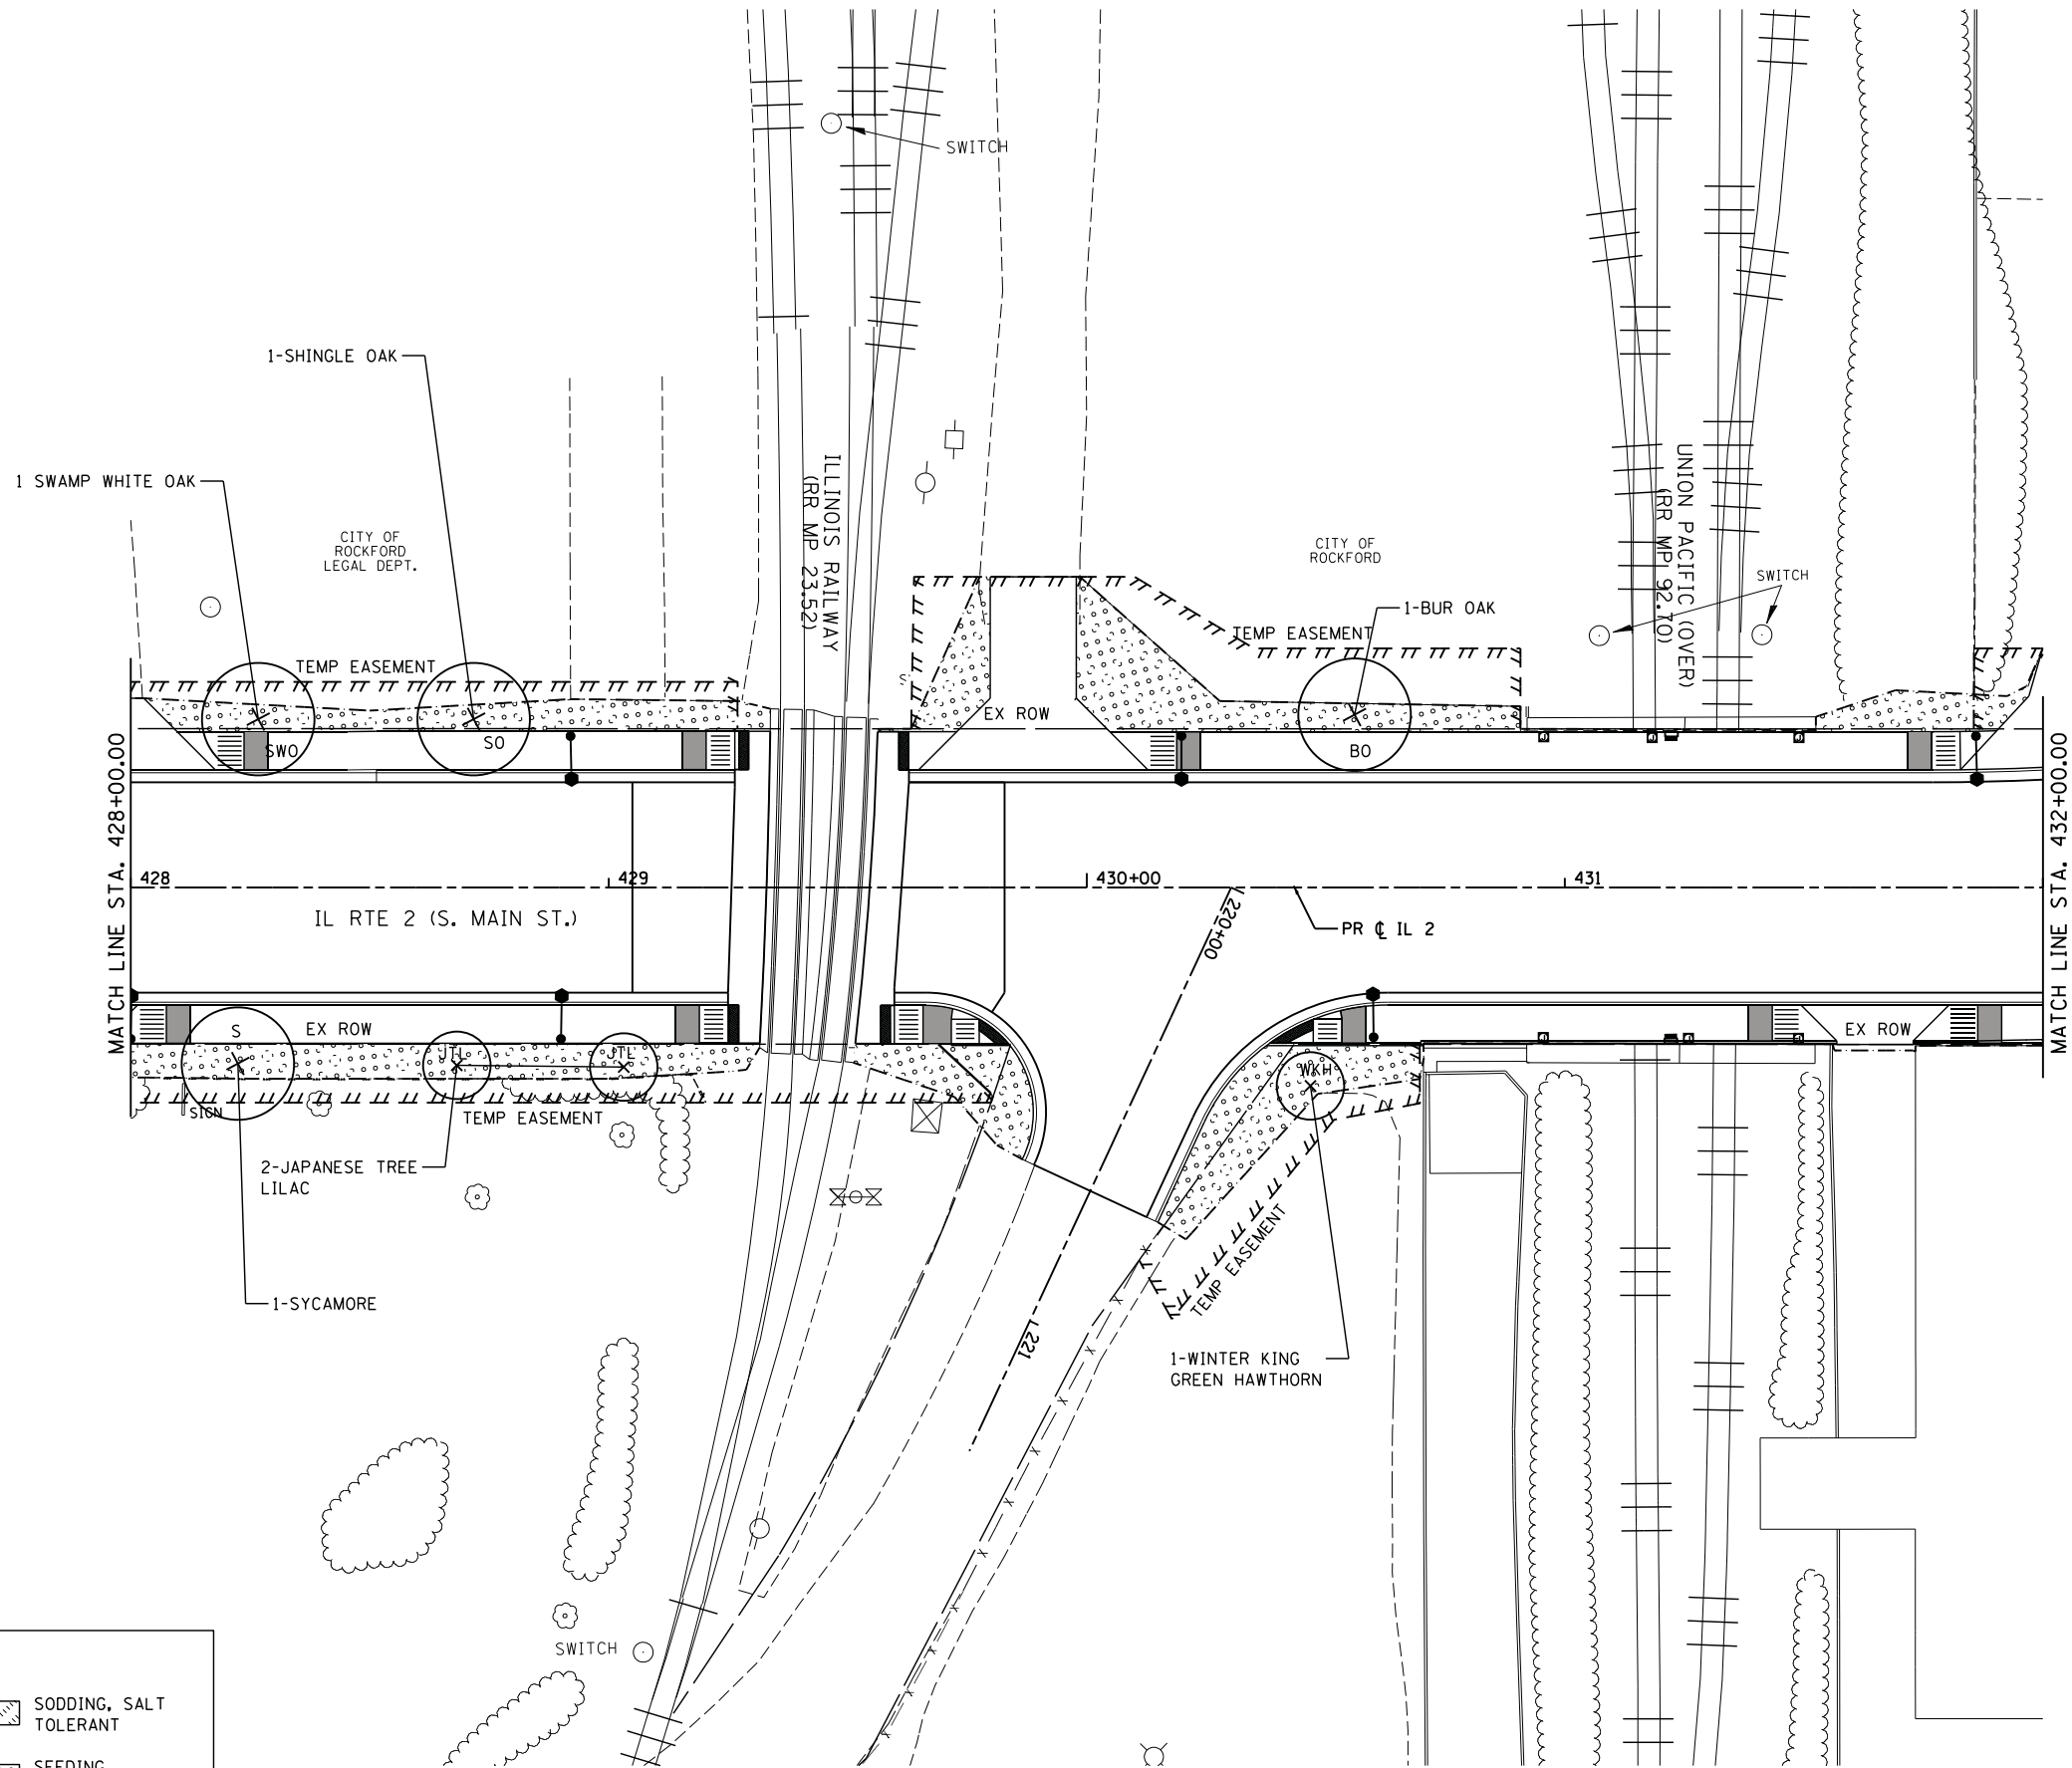 SWITCH
1-SHINGLE OAK
1 SWAMP WHITE OAK
CITY OF
ROCKFORD
LEGAL DEPT.
ILLINOIS RAILWAY
(RR MP 23.52)
CITY OF
ROCKFORD
UNION PACIFIC (OVER)
(RR MP 92.70)
SWITCH
1-BUR OAK
TEMP EASEMENT
TEMP EASEMENT
EX ROW
SWO
SO
BO
MATCH LINE STA. 428+00.00
MATCH LINE STA. 432+00.00
428
429
430+00
431
IL RTE 2 (S. MAIN ST.)
220+00
PR ℄ IL 2
S
EX ROW
JTL
JTL
WKH
EX ROW
SIGN
TEMP EASEMENT
2-JAPANESE TREE
LILAC
TEMP EASEMENT
1-SYCAMORE
221
1-WINTER KING
GREEN HAWTHORN
SWITCH
SODDING, SALT
TOLERANT
SEEDING